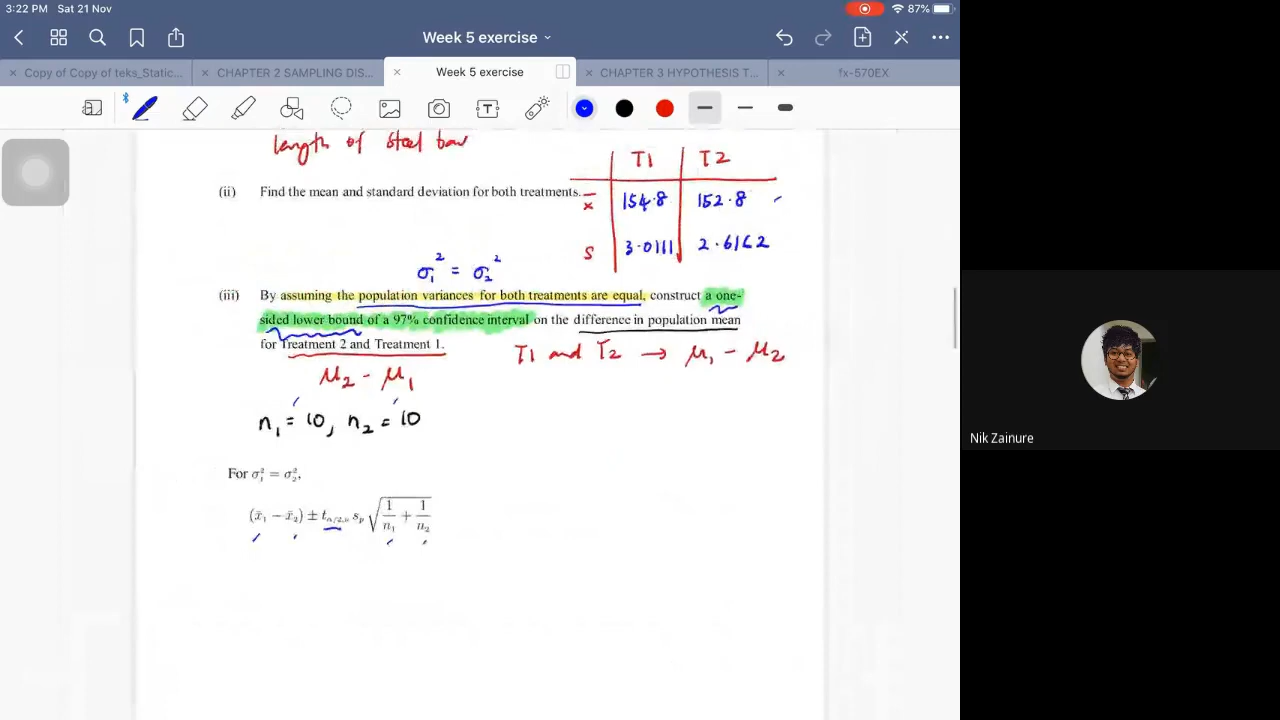 3:22 PM Sat 21 Nov
87%
Week 5 exercise
Copy of Copy of teks_Static...
CHAPTER 2 SAMPLING DIS...
Week 5 exercise
CHAPTER 3 HYPOTHESIS T...
fx-570EX
length of steel bar
T1 T2
(ii) Find the mean and standard deviation for both treatments.
x̄ 154.8 152.8
s 3.0111 2.6162
σ₁² = σ₂²
(iii) By assuming the population variances for both treatments are equal, construct a one-
sided lower bound of a 97% confidence interval on the difference in population mean
for Treatment 2 and Treatment 1.
T1 and T2 → μ₁ − μ₂
μ₂ − μ₁
n₁ = 10, n₂ = 10
For σ₁² = σ₂²,
(x̄₁ − x̄₂) ± t_{α/2,ν} s_p √(1/n₁ + 1/n₂)
Nik Zainure